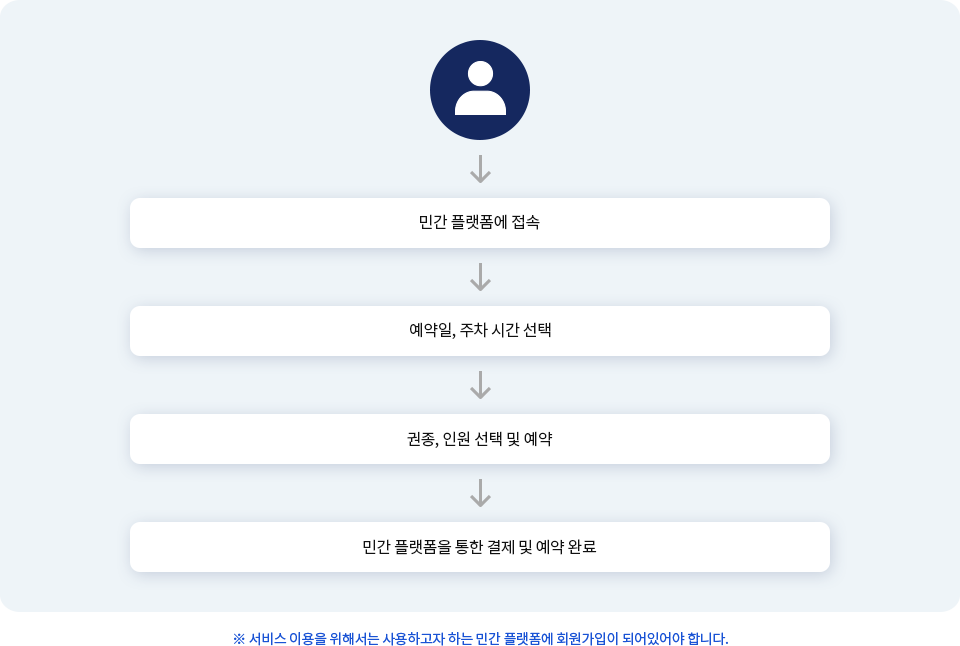 민간 플랫폼에 접속
예약일, 주차 시간 선택
권종, 인원 선택 및 예약
민간 플랫폼을 통한 결제 및 예약 완료
※ 서비스 이용을 위해서는 사용하고자 하는 민간 플랫폼에 회원가입이 되어있어야 합니다.